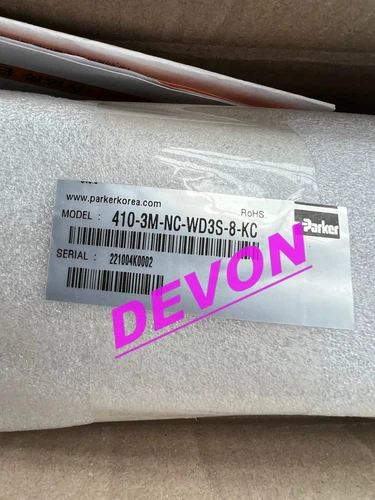 www.parkerkorea.com
RoHS
MODEL : 410-3M-NC-WD3S-8-KC
Parker
SERIAL : 221004K0002
DEVON